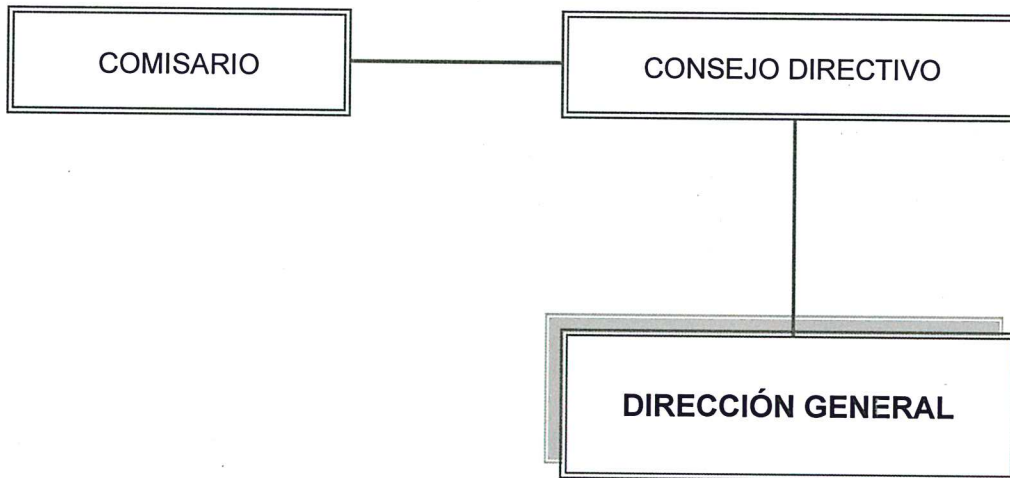 COMISARIO
CONSEJO DIRECTIVO
DIRECCIÓN GENERAL